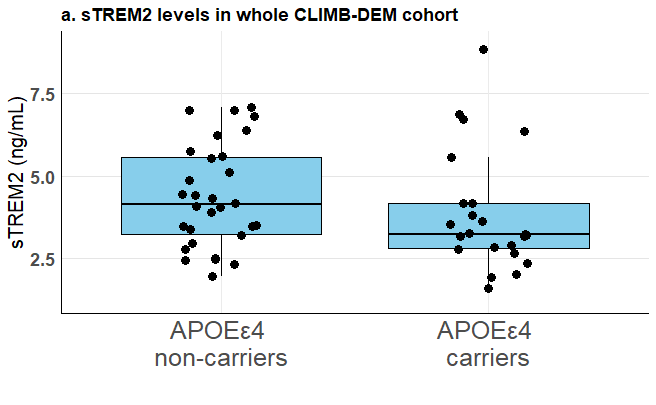 a. sTREM2 levels in whole CLIMB-DEM cohort
sTREM2 (ng/mL)
7.5
5.0
2.5
APOEε4
non-carriers
APOEε4
carriers